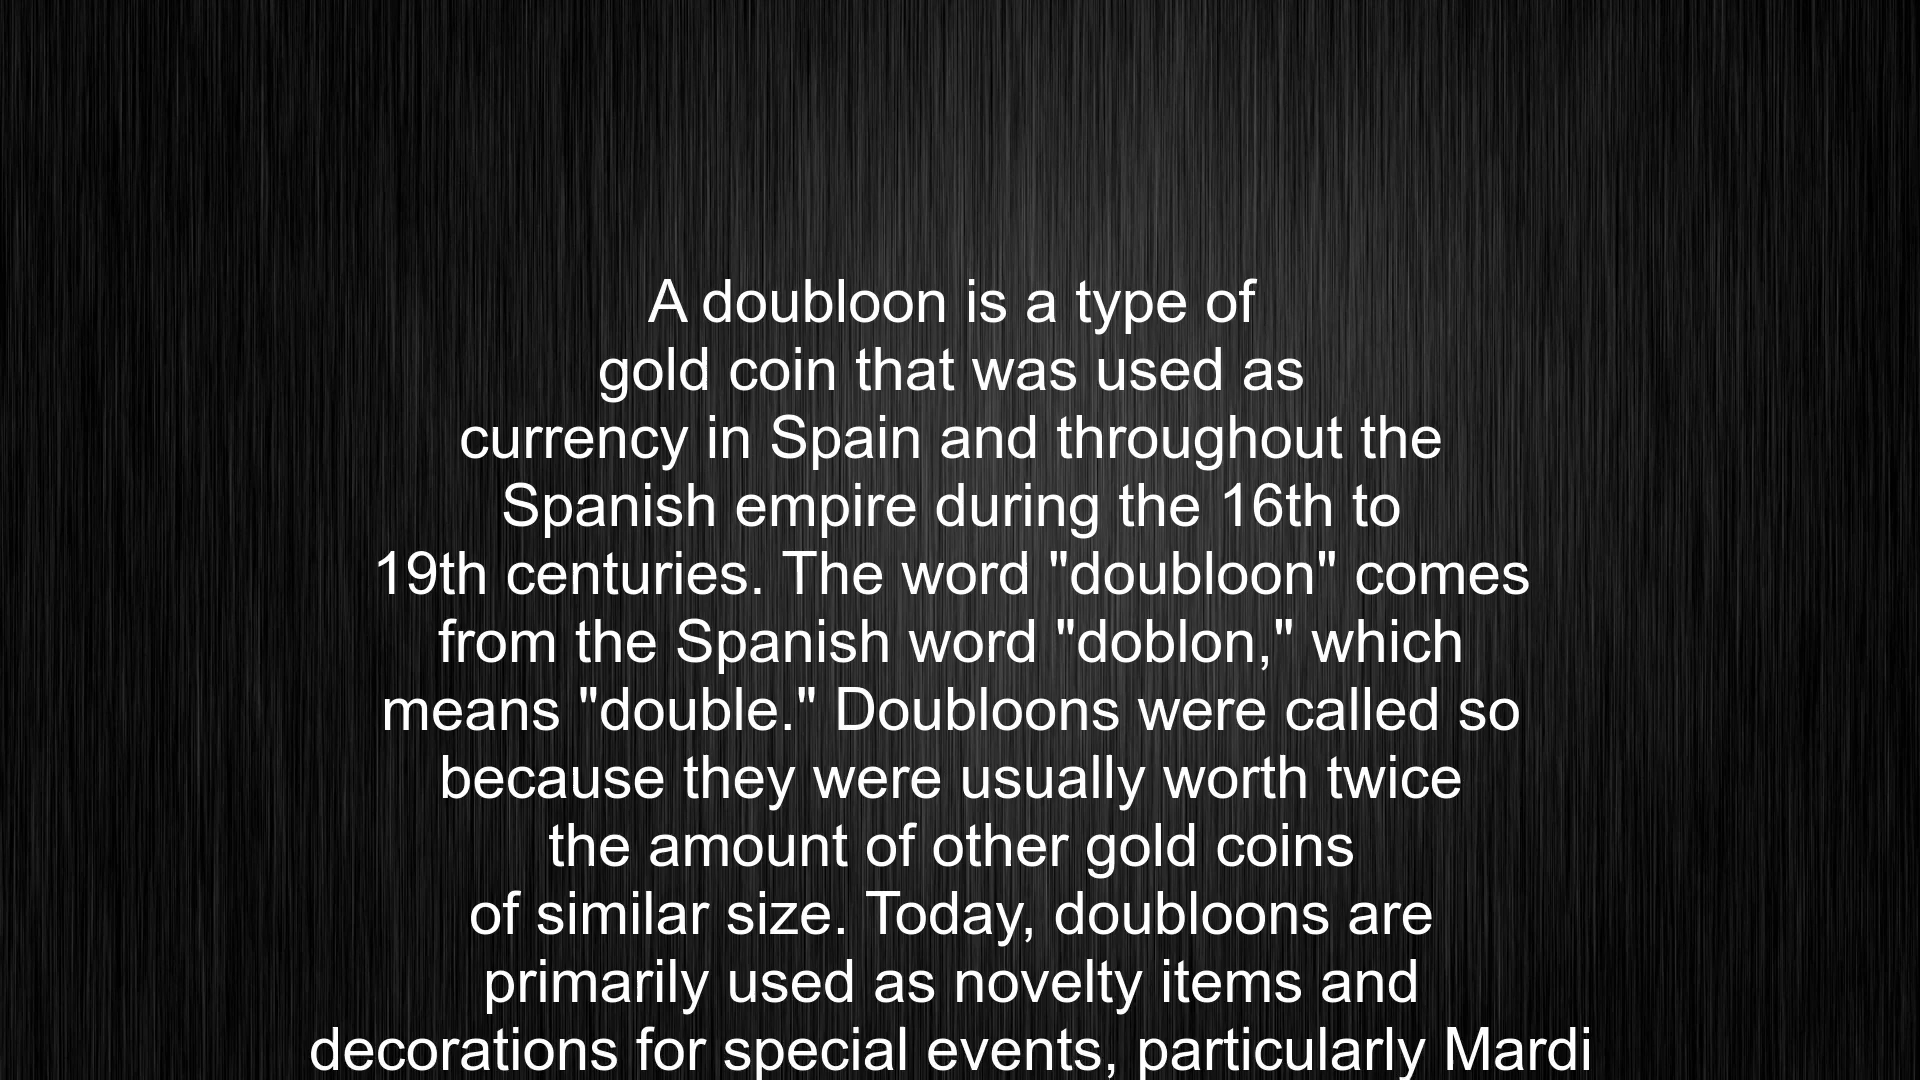 A doubloon is a type of
gold coin that was used as
currency in Spain and throughout the
Spanish empire during the 16th to
19th centuries. The word "doubloon" comes
from the Spanish word "doblon," which
means "double." Doubloons were called so
because they were usually worth twice
the amount of other gold coins
of similar size. Today, doubloons are
primarily used as novelty items and
decorations for special events, particularly Mardi